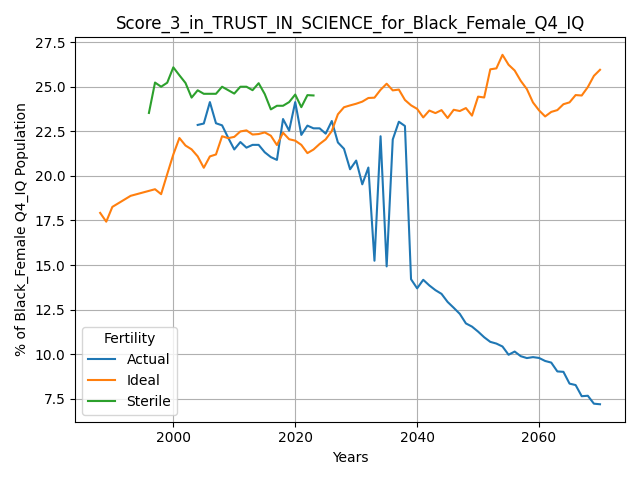 Score_3_in_TRUST_IN_SCIENCE_for_Black_Female_Q4_IQ
27.5
25.0
22.5
20.0
17.5
15.0
12.5
10.0
7.5
% of Black_Female Q4_IQ Population
Fertility
Actual
Ideal
Sterile
2000
2020
2040
2060
Years